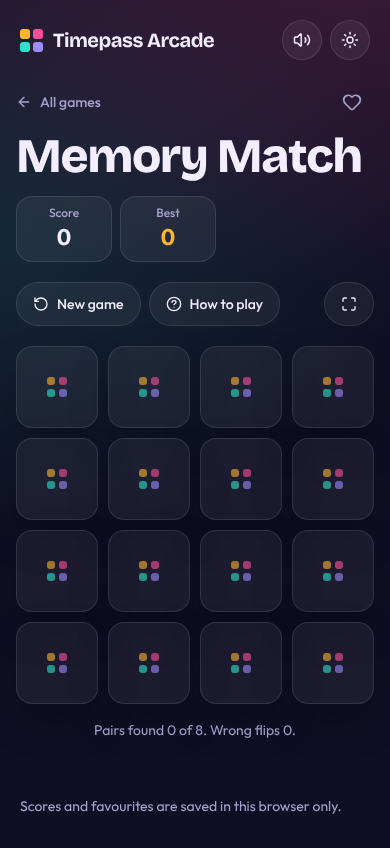 Timepass Arcade
All games
Memory Match
Score
0
Best
0
New game
How to play
Pairs found 0 of 8. Wrong flips 0.
Scores and favourites are saved in this browser only.